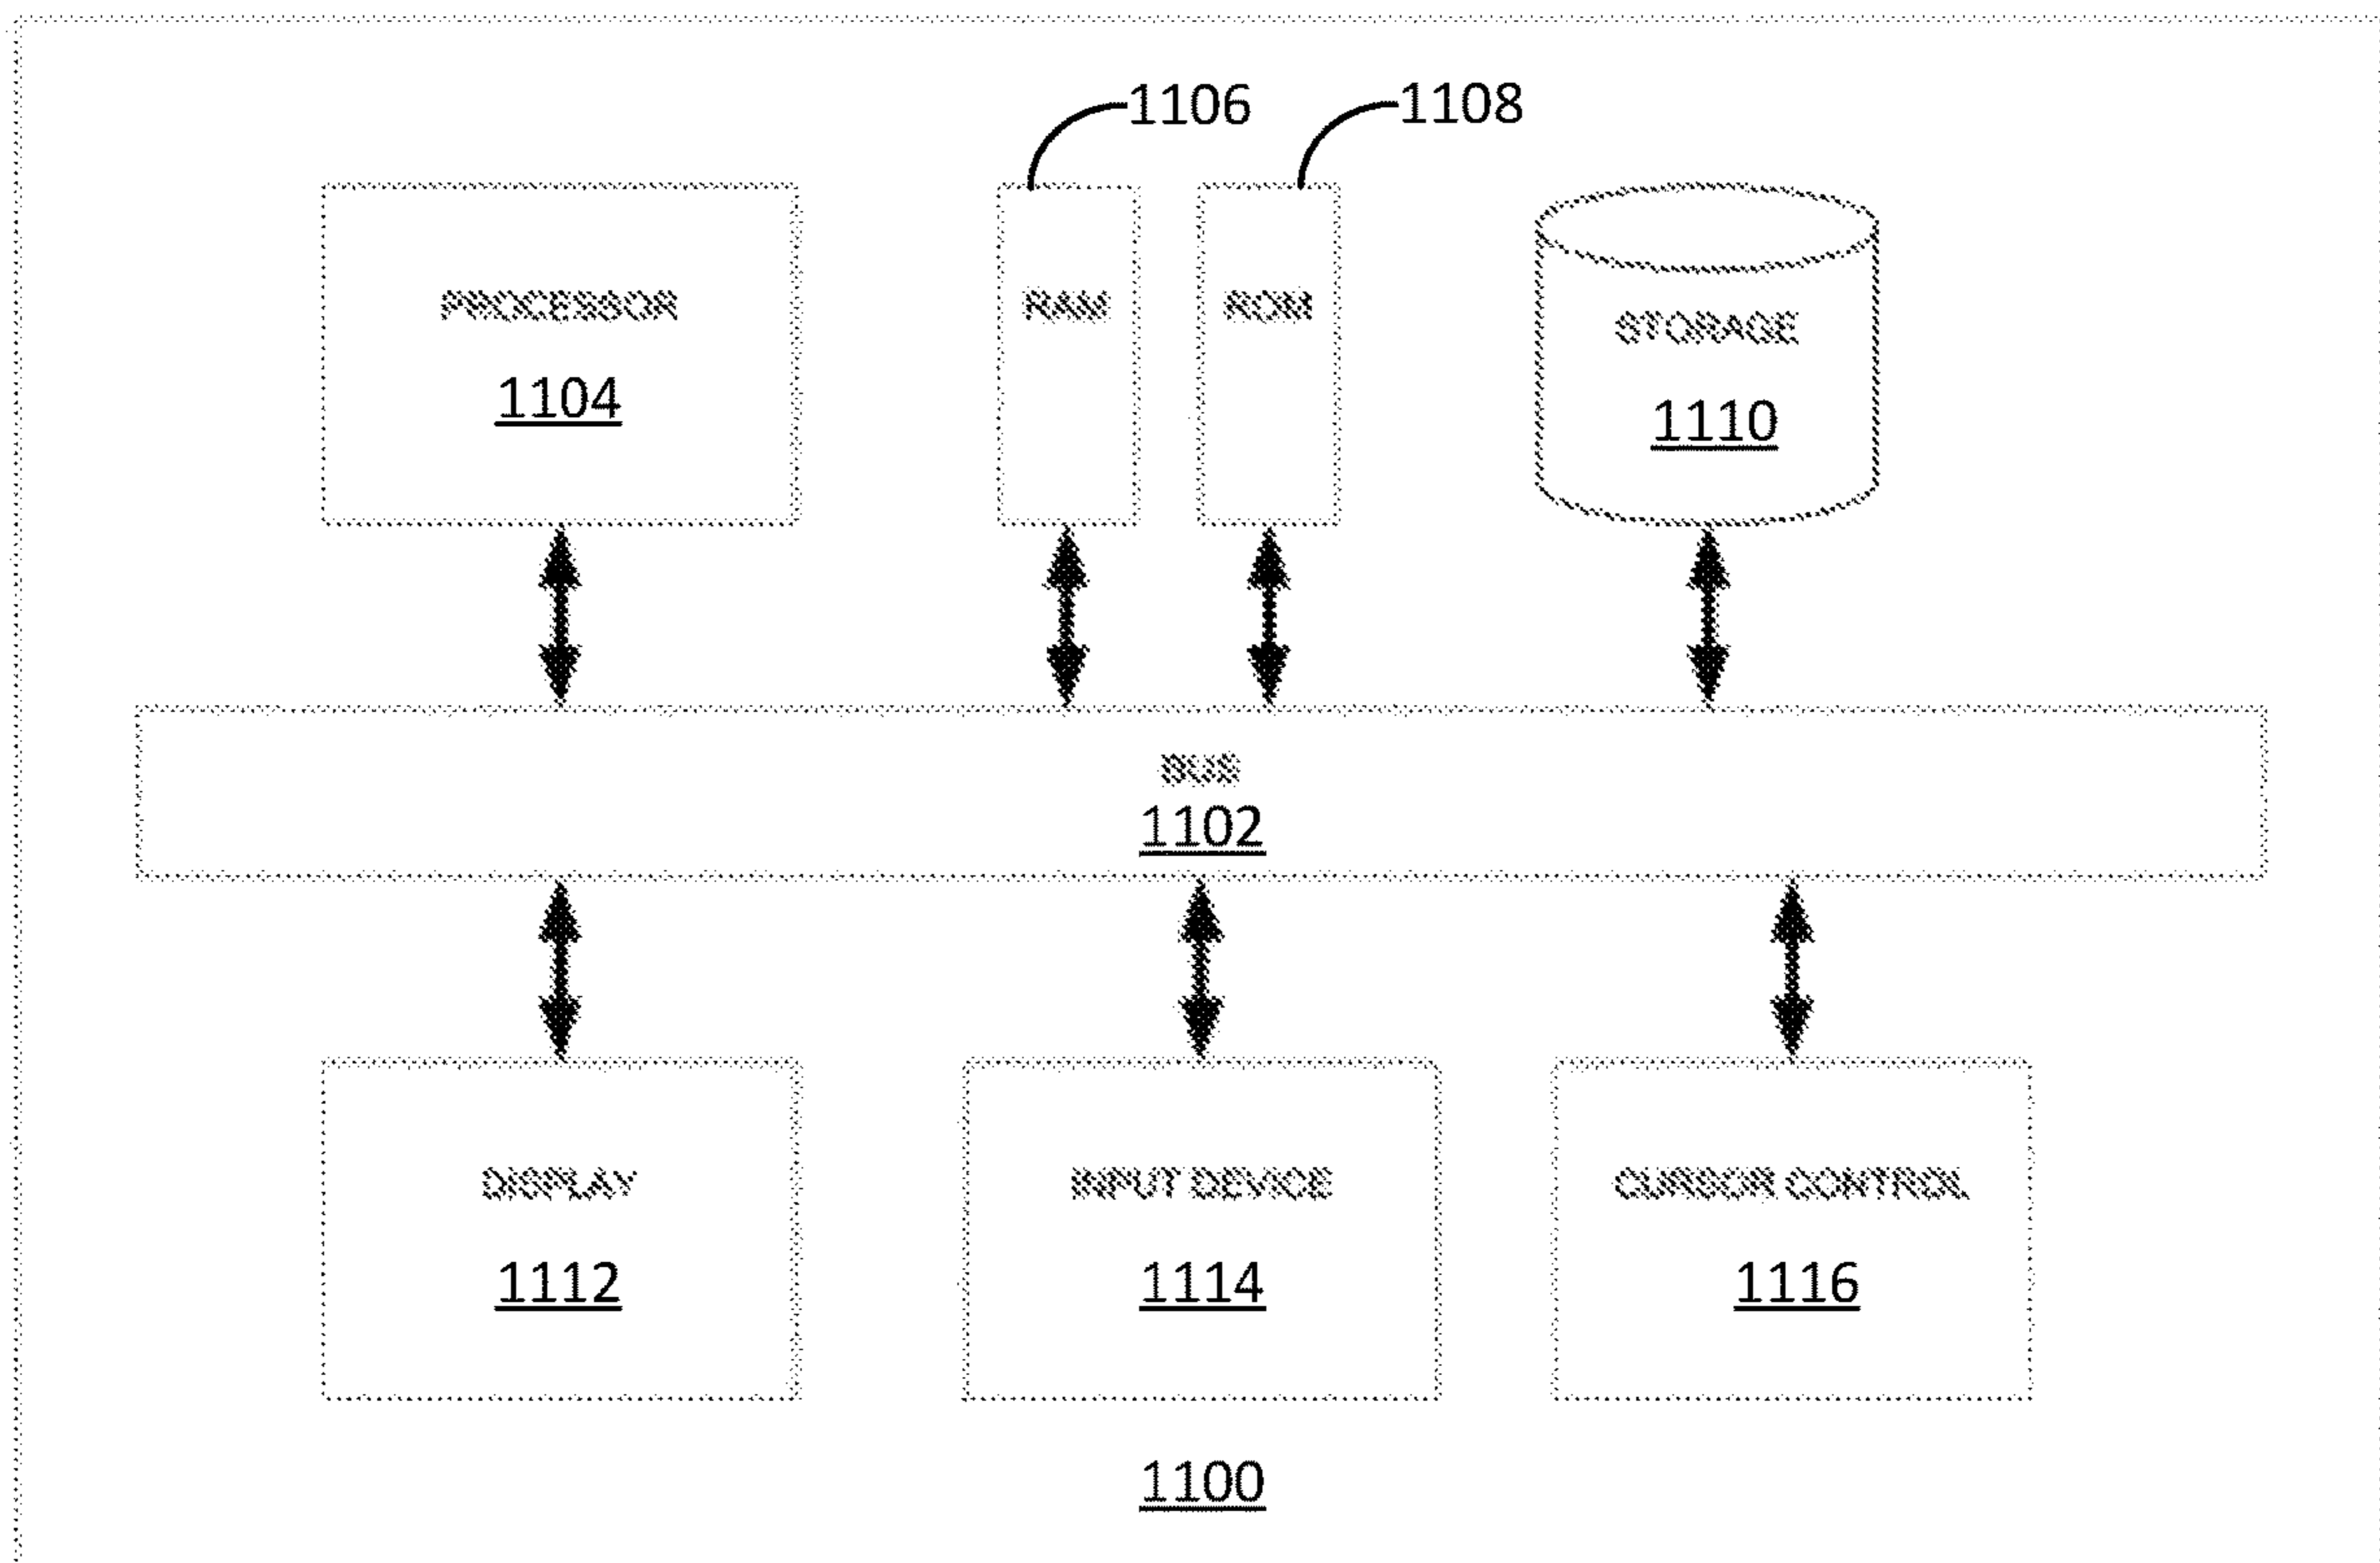 1106
1108
PROCESSOR
1104
RAM
ROM
STORAGE
1110
BUS
1102
DISPLAY
1112
INPUT DEVICE
1114
CURSOR CONTROL
1116
1100